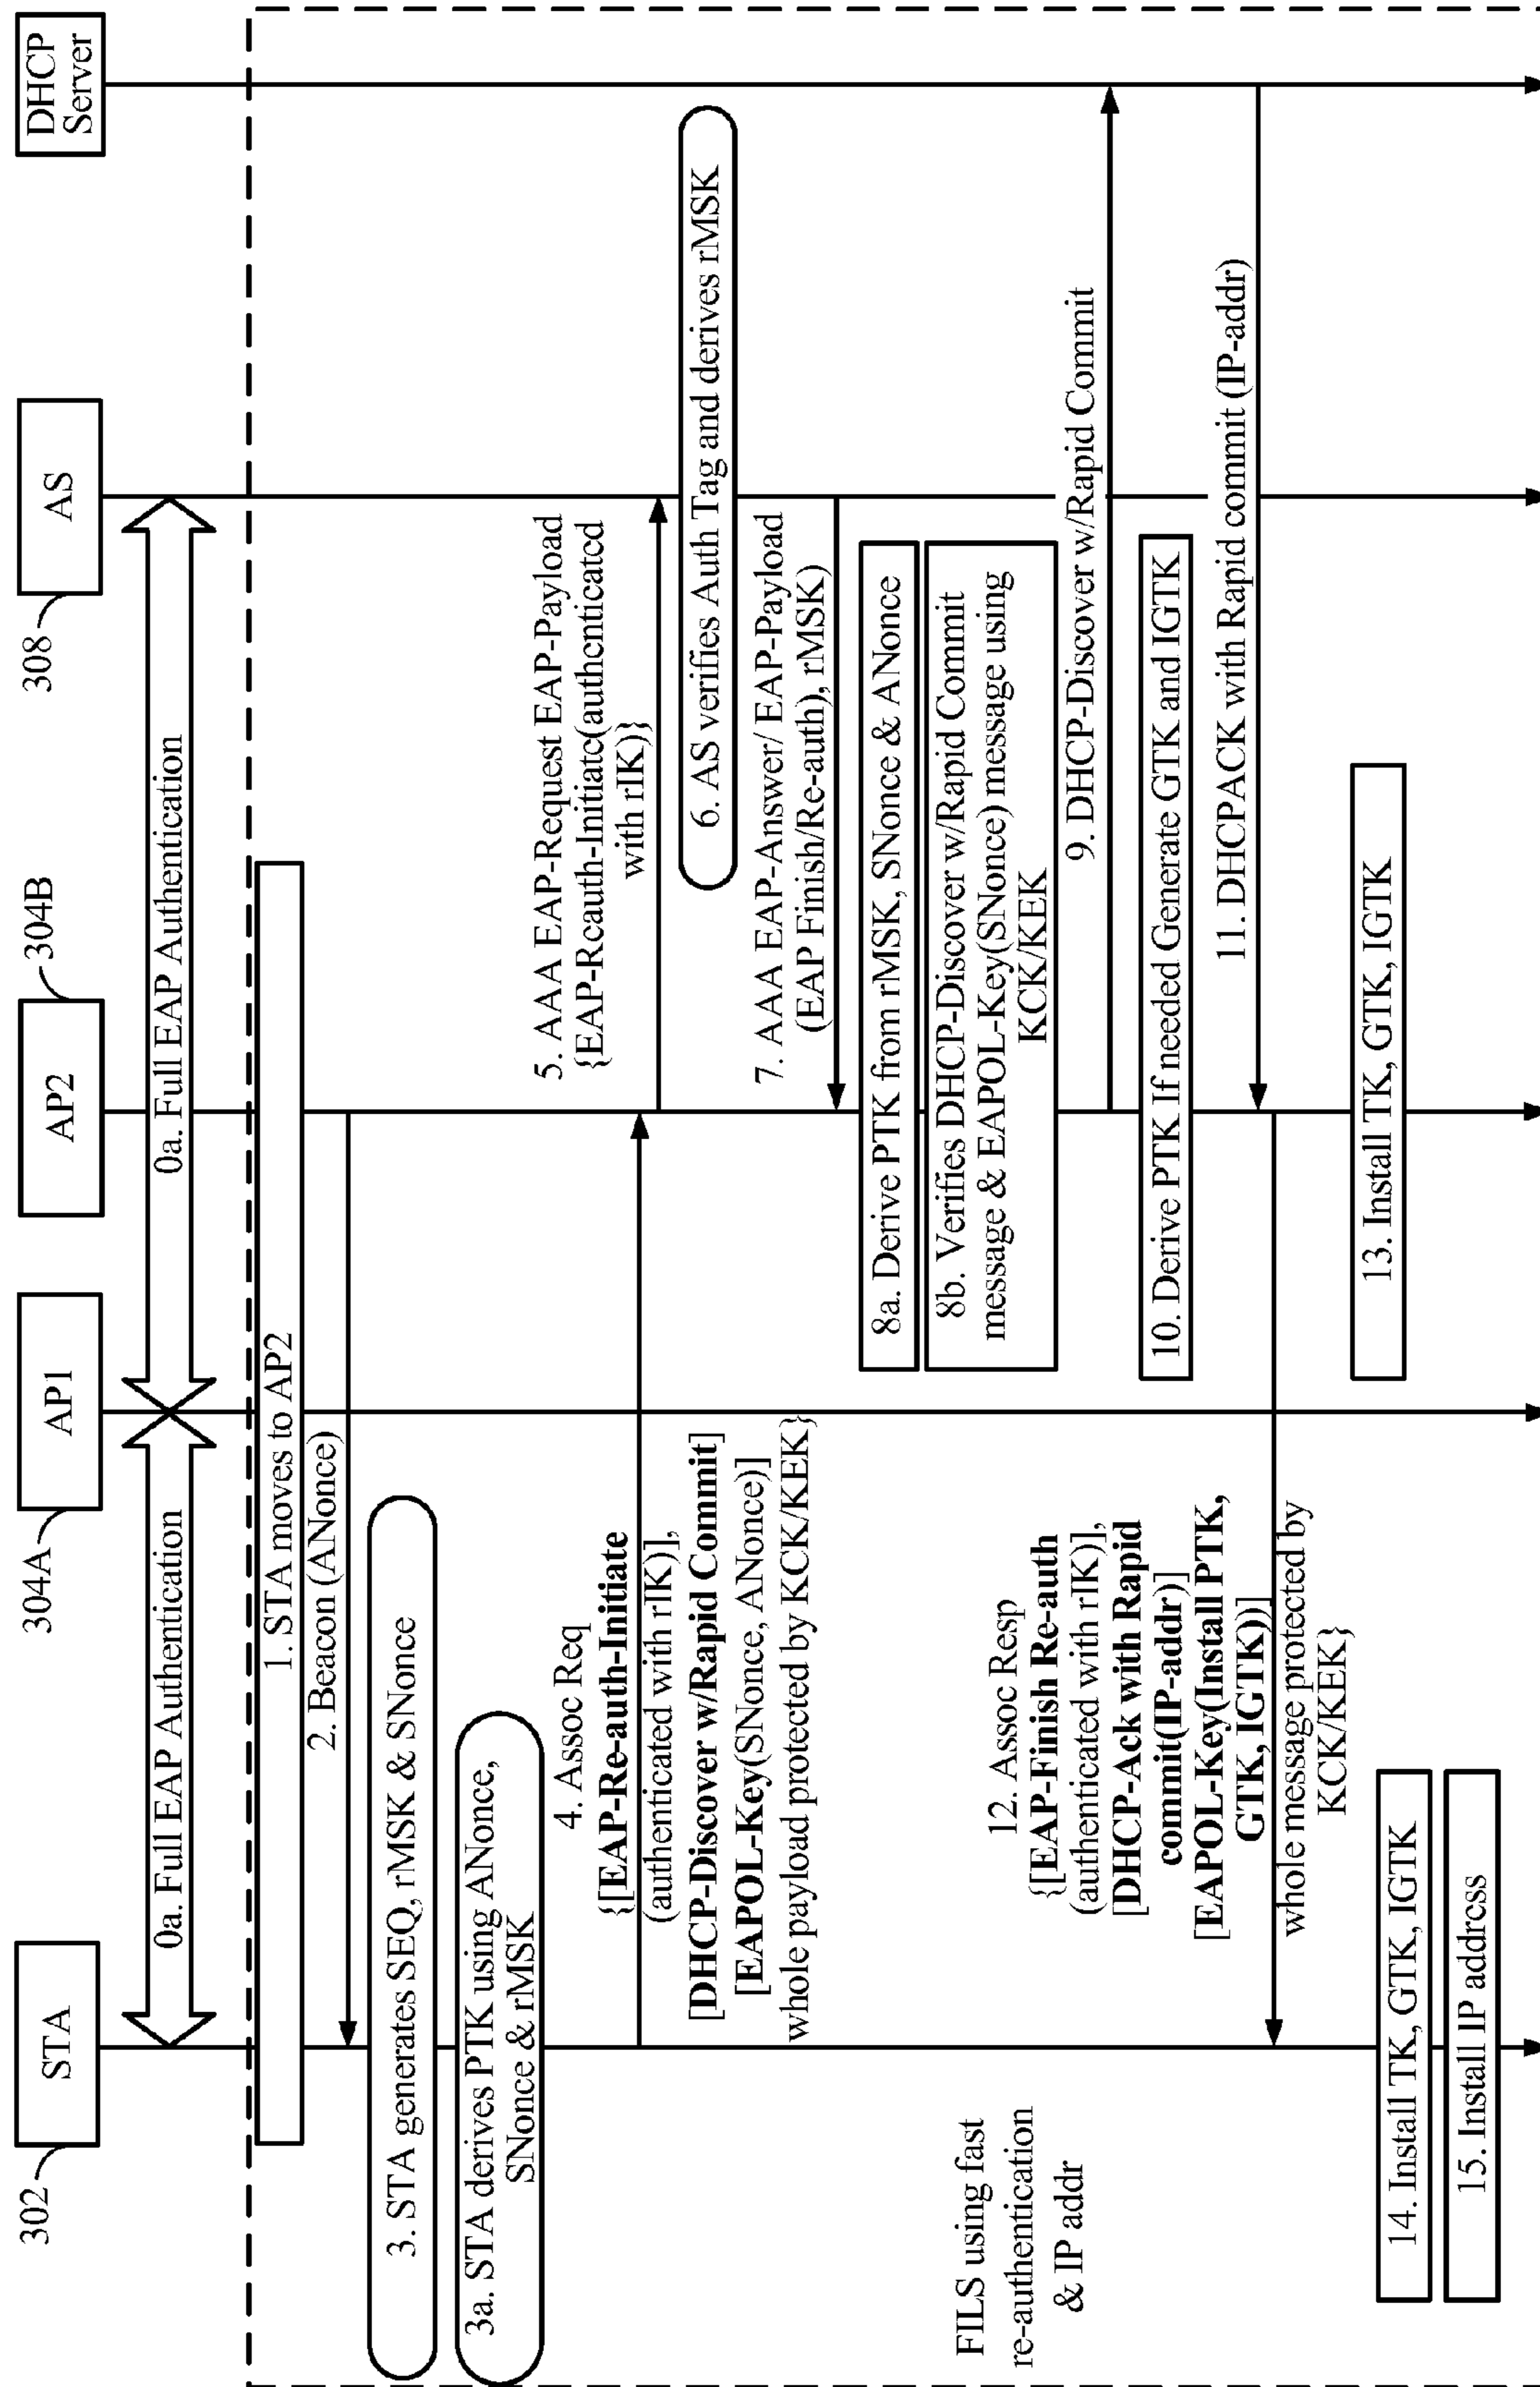 302
STA
304A
AP1
AP2
304B
308
AS
DHCP
Server
0a. Full EAP Authentication
0a. Full EAP Authentication
1. STA moves to AP2
2. Beacon (ANonce)
3. STA generates SEQ, rMSK & SNonce
3a. STA derives PTK using ANonce,
SNonce & rMSK
4. Assoc Req
{[EAP-Re-auth-Initiate
(authenticated with rIK)],
[DHCP-Discover w/Rapid Commit]
[EAPOL-Key(SNonce, ANonce)]
whole payload protected by KCK/KEK}
5. AAA EAP-Request EAP-Payload
{EAP-Reauth-Initiate(authenticated
with rIK)}
6. AS verifies Auth Tag and derives rMSK
7. AAA EAP-Answer/ EAP-Payload
(EAP Finish/Re-auth), rMSK)
8a. Derive PTK from rMSK, SNonce & ANonce
8b. Verifies DHCP-Discover w/Rapid Commit
message & EAPOL-Key(SNonce) message using
KCK/KEK
9. DHCP-Discover w/Rapid Commit
10. Derive PTK If needed Generate GTK and IGTK
11. DHCPACK with Rapid commit (IP-addr)
FILS using fast
re-authentication
& IP addr
12. Assoc Resp
{[EAP-Finish Re-auth
(authenticated with rIK)],
[DHCP-Ack with Rapid
commit(IP-addr)]
[EAPOL-Key(Install PTK,
GTK, IGTK)]
whole message protected by
KCK/KEK}
13. Install TK, GTK, IGTK
14. Install TK, GTK, IGTK
15. Install IP address